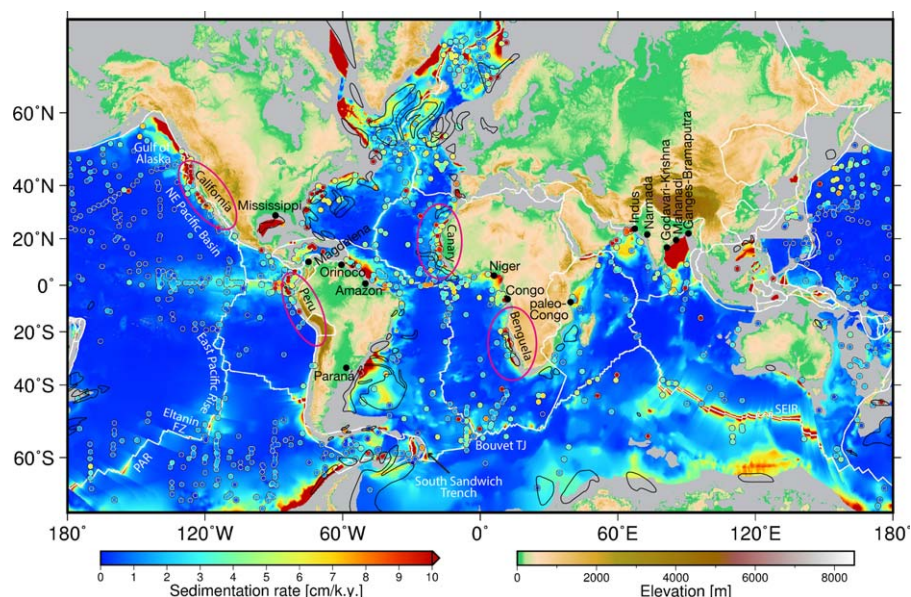 60°N
40°N
20°N
0°
20°S
40°S
60°S
Gulf of
Alaska
California
NE Pacific Basin
Mississippi
Magdalena
Orinoco
Amazon
Peru
Paraná
East Pacific Rise
Eltanin
FZ
PAR
Canary
Niger
Congo
paleo-
Congo
Benguela
Bouvet TJ
South Sandwich
Trench
Indus
Narmada
Godavari-Krishna
Mahanadi
Ganges-Bramaputra
SEIR
180°
120°W
60°W
0°
60°E
120°E
180°
0 1 2 3 4 5 6 7 8 9 10
Sedimentation rate [cm/k.y.]
0 2000 4000 6000 8000
Elevation [m]